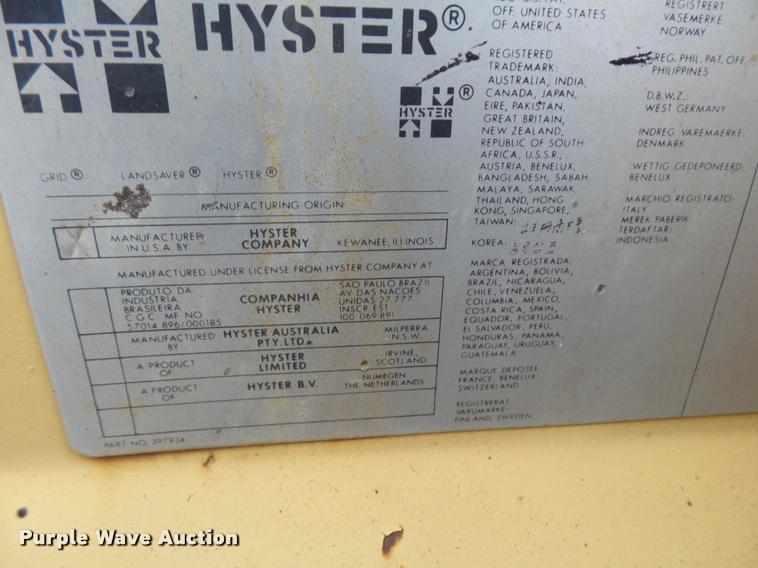 HYSTER
HYSTER®
HYSTER ®
GRID® LANDSAVER® HYSTER®
MANUFACTURING ORIGIN
MANUFACTURED
IN U.S.A. BY
HYSTER
COMPANY
KEWANEE, ILLINOIS
MANUFACTURED UNDER LICENSE FROM HYSTER COMPANY AT
PRODUTO DA
INDUSTRIA
BRASILEIRA
C.G.C. MF NO
57014 896/000185
COMPANHIA
HYSTER
SAO PAULO BRAZIL
AV. DAS NACOES
UNIDAS 27 777
INSCR. EST
100 069 891
MANUFACTURED
BY
HYSTER AUSTRALIA
PTY. LTD.
MILPERRA
N.S.W.
A PRODUCT
OF
HYSTER
LIMITED
IRVINE,
SCOTLAND
A PRODUCT
OF
HYSTER B.V.
NIJMEGEN
THE NETHERLANDS
PART NO. 397834
OFF. UNITED STATES
OF AMERICA
REGISTERED
TRADEMARK:
AUSTRALIA, INDIA,
CANADA, JAPAN,
EIRE, PAKISTAN,
GREAT BRITAIN,
NEW ZEALAND,
REPUBLIC OF SOUTH
AFRICA, U.S.S.R.,
AUSTRIA, BENELUX,
BANGLADESH, SABAH,
MALAYA, SARAWAK,
THAILAND, HONG
KONG, SINGAPORE,
TAIWAN:
KOREA:
MARCA REGISTRADA:
ARGENTINA, BOLIVIA,
BRAZIL, NICARAGUA,
CHILE, VENEZUELA,
COLUMBIA, MEXICO,
COSTA RICA, SPAIN,
EQUADOR, PORTUGAL,
EL SALVADOR, PERU,
HONDURAS, PANAMA,
PARAGUAY, URUGUAY,
GUATEMALA
MARQUE DEPOSEE
FRANCE, BENELUX,
SWITZERLAND
REGISTRERAT
VARUMARKE:
FINLAND, SWEDEN
REGISTRERT
VASEMERKE
NORWAY
REG. PHIL. PAT. OFF.
PHILIPPINES
D.B.W.Z.:
WEST GERMANY
INDREG. VAREMAERKE:
DENMARK
WETTIG GEDEPONEERD:
BENELUX
MARCHIO REGISTRATO:
ITALY
MEREK PABERIK
TERDAFTAR:
INDONESIA
Purple Wave Auction